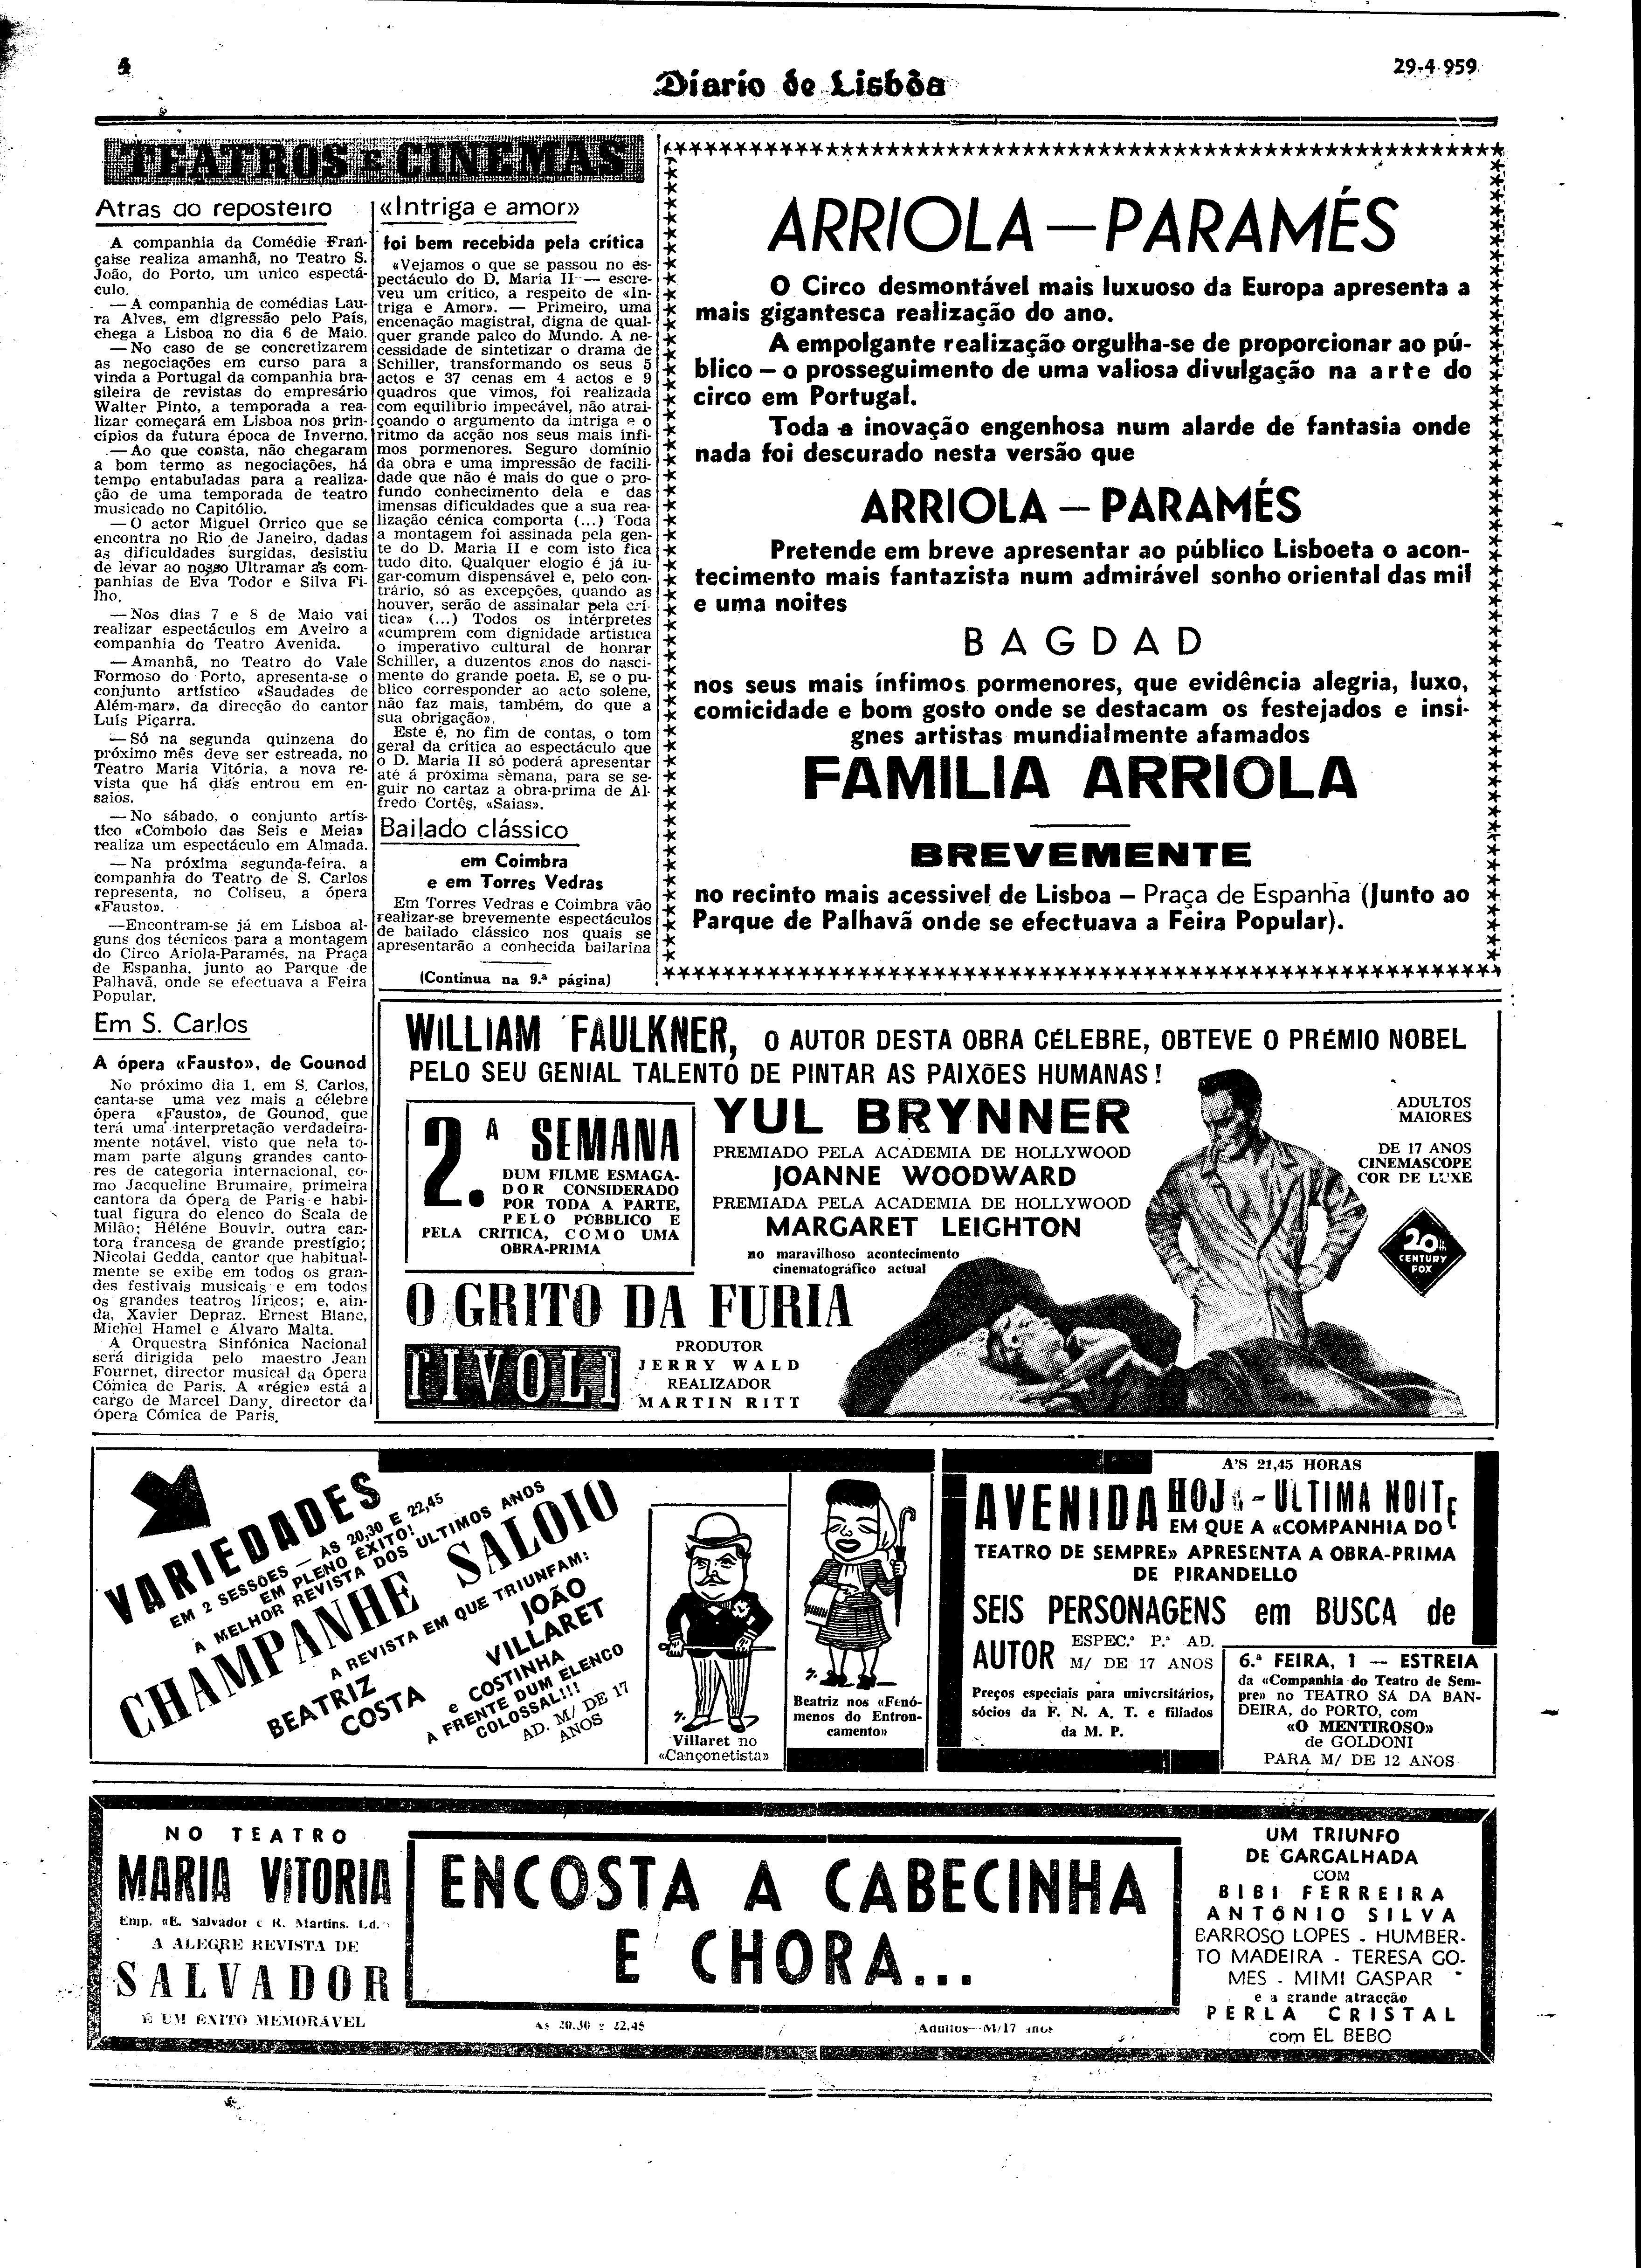 4
Diario de Lisbôa
29-4-959
TEATROS E CINEMAS
Atras do reposteiro
A companhia da Comédie Fran-
çaise realiza amanhã, no Teatro S.
João, do Porto, um unico espectá-
culo.
— A companhia de comédias Lau-
ra Alves, em digressão pelo País,
chega a Lisboa no dia 6 de Maio.
— No caso de se concretizarem
as negociações em curso para a
vinda a Portugal da companhia bra-
sileira de revistas do empresário
Walter Pinto, a temporada a rea-
lizar começará em Lisboa nos prin-
cípios da futura época de Inverno.
— Ao que consta, não chegaram
a bom termo as negociações, há
tempo entabuladas para a realiza-
ção de uma temporada de teatro
musicado no Capitólio.
— O actor Miguel Orrico que se
encontra no Rio de Janeiro, dadas
as dificuldades surgidas, desistiu
de levar ao nosso Ultramar as com-
panhias de Eva Todor e Silva Fi-
lho.
— Nos dias 7 e 8 de Maio vai
realizar espectáculos em Aveiro a
companhia do Teatro Avenida.
— Amanhã, no Teatro do Vale
Formoso do Porto, apresenta-se o
conjunto artístico «Saudades de
Além-mar», da direcção do cantor
Luís Piçarra.
— Só na segunda quinzena do
próximo mês deve ser estreada, no
Teatro Maria Vitória, a nova re-
vista que há dias entrou em en-
saios.
— No sábado, o conjunto artís-
tico «Comboio das Seis e Meia»
realiza um espectáculo em Almada.
— Na próxima segunda-feira, a
companhia do Teatro de S. Carlos
representa, no Coliseu, a ópera
«Fausto».
—Encontram-se já em Lisboa al-
guns dos técnicos para a montagem
do Circo Ariola-Paramés, na Praça
de Espanha, junto ao Parque de
Palhavã, onde se efectuava a Feira
Popular.
Em S. Carlos
A ópera «Fausto», de Gounod
No próximo dia 1, em S. Carlos,
canta-se uma vez mais a célebre
ópera «Fausto», de Gounod, que
terá uma interpretação verdadeira-
mente notável, visto que nela to-
mam parte alguns grandes canto-
res de categoria internacional, co-
mo Jacqueline Brumaire, primeira
cantora da Ópera de Paris e habi-
tual figura do elenco do Scala de
Milão; Héléne Bouvir, outra can-
tora francesa de grande prestígio;
Nicolai Gedda, cantor que habitual-
mente se exibe em todos os gran-
des festivais musicais e em todos
os grandes teatros líricos; e, ain-
da, Xavier Depraz, Ernest Blanc,
Michel Hamel e Álvaro Malta.
A Orquestra Sinfónica Nacional
será dirigida pelo maestro Jean
Fournet, director musical da Ópera
Cómica de Paris. A «régie» está a
cargo de Marcel Dany, director da
Ópera Cómica de Paris.
«Intriga e amor»
foi bem recebida pela crítica
«Vejamos o que se passou no es-
pectáculo do D. Maria II — escre-
veu um critico, a respeito de «In-
triga e Amor». — Primeiro, uma
encenação magistral, digna de qual-
quer grande palco do Mundo. A ne-
cessidade de sintetizar o drama de
Schiller, transformando os seus 5
actos e 37 cenas em 4 actos e 9
quadros que vimos, foi realizada
com equilíbrio impecável, não atrai-
çoando o argumento da intriga e o
ritmo da acção nos seus mais infi-
mos pormenores. Seguro domínio
da obra e uma impressão de facili-
dade que não é mais do que o pro-
fundo conhecimento dela e das
imensas dificuldades que a sua rea-
lização cénica comporta (...) Toda
a montagem foi assinada pela gen-
te do D. Maria II e com isto fica
tudo dito. Qualquer elogio é já lu-
gar-comum dispensável e, pelo con-
trário, só as excepções, quando as
houver, serão de assinalar pela crí-
tica» (...) Todos os intérpretes
«cumprem com dignidade artística
o imperativo cultural de honrar
Schiller, a duzentos anos do nasci-
mento do grande poeta. E, se o pu-
blico corresponder ao acto solene,
não faz mais, também, do que a
sua obrigação».
Este é, no fim de contas, o tom
geral da crítica ao espectáculo que
o D. Maria II só poderá apresentar
até á próxima semana, para se se-
guir no cartaz a obra-prima de Al-
fredo Cortês, «Saias».
Bailado clássico
em Coimbra
e em Torres Vedras
Em Torres Vedras e Coimbra vão
realizar-se brevemente espectáculos
de bailado clássico nos quais se
apresentarão a conhecida bailarina
(Continua na 9.ª página)
ARRIOLA — PARAMÉS
O Circo desmontável mais luxuoso da Europa apresenta a
mais gigantesca realização do ano.
A empolgante realização orgulha-se de proporcionar ao pú-
blico — o prosseguimento de uma valiosa divulgação na arte do
circo em Portugal.
Toda a inovação engenhosa num alarde de fantasia onde
nada foi descurado nesta versão que
ARRIOLA — PARAMÉS
Pretende em breve apresentar ao público Lisboeta o acon-
tecimento mais fantazista num admirável sonho oriental das mil
e uma noites
BAGDAD
nos seus mais ínfimos pormenores, que evidência alegria, luxo,
comicidade e bom gosto onde se destacam os festejados e insi-
gnes artistas mundialmente afamados
FAMILIA ARRIOLA
BREVEMENTE
no recinto mais acessivel de Lisboa — Praça de Espanha (Junto ao
Parque de Palhavã onde se efectuava a Feira Popular).
WILLIAM FAULKNER, O AUTOR DESTA OBRA CÉLEBRE, OBTEVE O PRÉMIO NOBEL
PELO SEU GENIAL TALENTO DE PINTAR AS PAIXÕES HUMANAS!
2.ª SEMANA
DUM FILME ESMAGA-
DOR CONSIDERADO
POR TODA A PARTE,
PELO PÚBBLICO E
PELA CRITICA, COMO UMA
OBRA-PRIMA
YUL BRYNNER
PREMIADO PELA ACADEMIA DE HOLLYWOOD
JOANNE WOODWARD
PREMIADA PELA ACADEMIA DE HOLLYWOOD
MARGARET LEIGHTON
no maravilhoso acontecimento
cinematográfico actual
O GRITO DA FURIA
TIVOLI
PRODUTOR
JERRY WALD
REALIZADOR
MARTIN RITT
ADULTOS
MAIORES
DE 17 ANOS
CINEMASCOPE
COR DE LUXE
20th
CENTURY
FOX
VARIEDADES
EM 2 SESSÕES — ÀS 20,30 E 22,45
EM PLENO ÊXITO!
A MELHOR REVISTA DOS ULTIMOS ANOS
CHAMPANHE SALOIO
A REVISTA EM QUE TRIUNFAM:
BEATRIZ
COSTA
JOÃO
VILLARET
e COSTINHA
A FRENTE DUM ELENCO
COLOSSAL!!!
AD. M/ DE 17
ANOS
Villaret no
«Cançonetista»
Beatriz nos «Fenó-
menos do Entron-
camento»
A'S 21,45 HORAS
AVENIDA HOJE - ULTIMA NOITE
EM QUE A «COMPANHIA DO
TEATRO DE SEMPRE» APRESENTA A OBRA-PRIMA
DE PIRANDELLO
SEIS PERSONAGENS em BUSCA de
AUTOR
ESPEC.º P.ª AD.
M/ DE 17 ANOS
Preços especiais para universitários,
sócios da F. N. A. T. e filiados
da M. P.
6.ª FEIRA, 1 — ESTREIA
da «Companhia do Teatro de Sem-
pre» no TEATRO SÁ DA BAN-
DEIRA, do PORTO, com
«O MENTIROSO»
de GOLDONI
PARA M/ DE 12 ANOS
NO TEATRO
MARIA VITORIA
Emp. «E. Salvador e R. Martins. Ld.ª»
A ALEGRE REVISTA DE
SALVADOR
É UM ÊXITO MEMORÁVEL
ENCOSTA A CABECINHA
E CHORA...
ÀS 20.30 e 22.45
Adultos—M/17 anos
UM TRIUNFO
DE GARGALHADA
COM
BIBI FERREIRA
ANTÓNIO SILVA
BARROSO LOPES - HUMBER-
TO MADEIRA - TERESA GO-
MES - MIMI GASPAR
e a grande atracção
PERLA CRISTAL
com EL BEBO